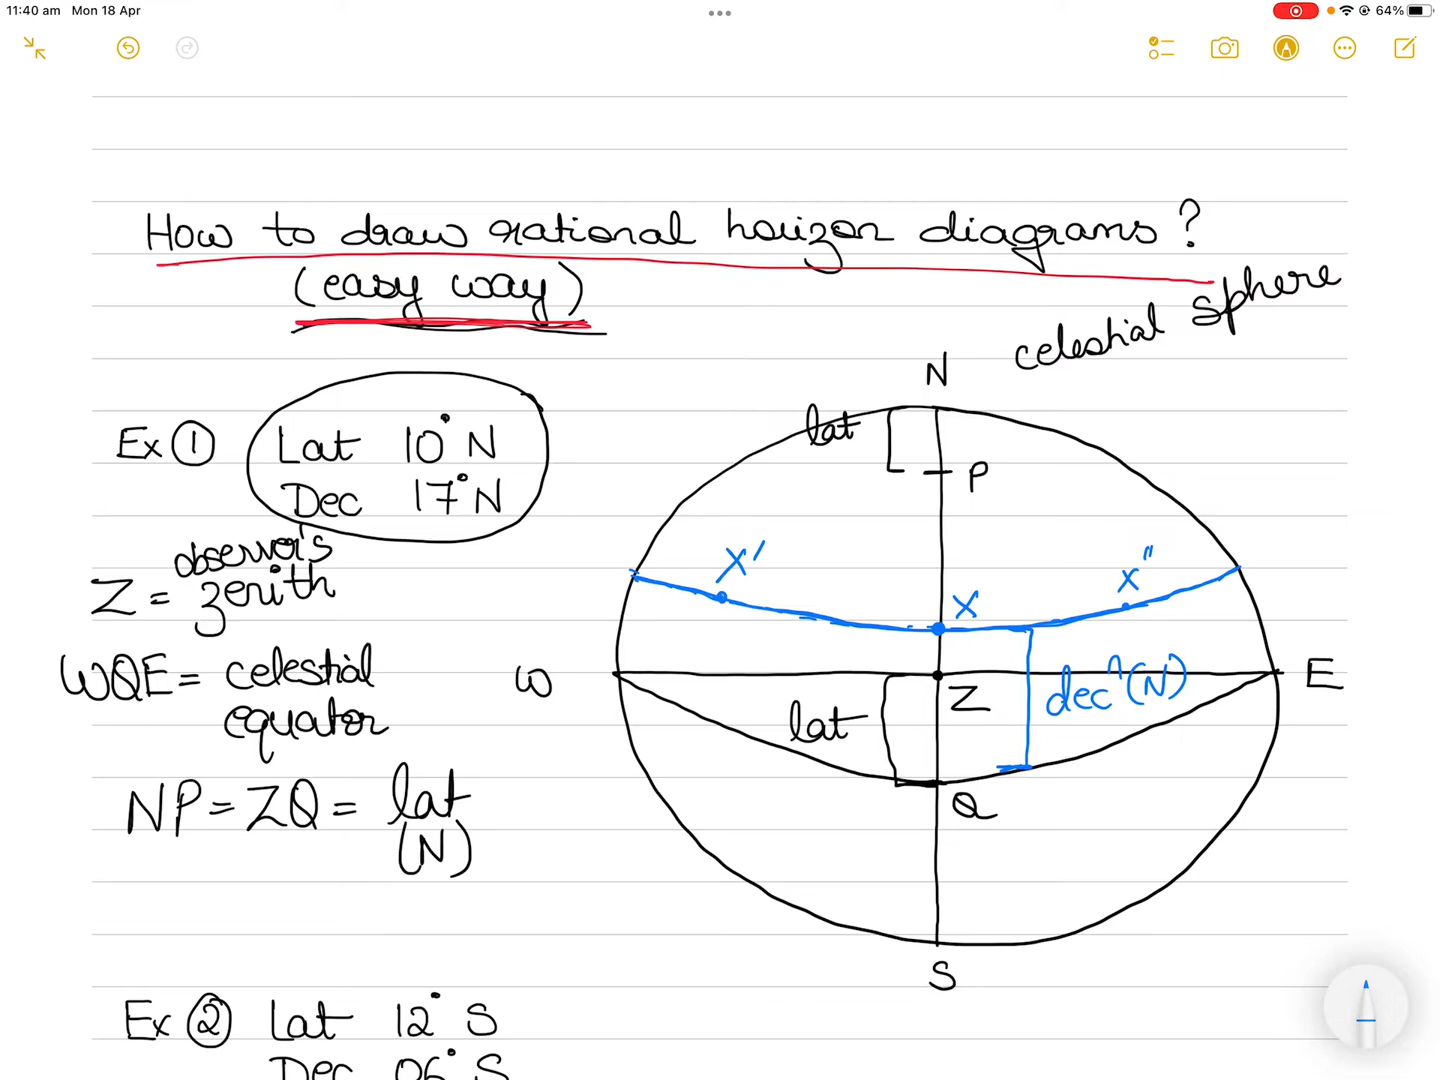 11:40 am Mon 18 Apr
64%
How to draw rational horizon diagrams?
(easy way)
celestial sphere
N
lat
P
Ex ① Lat 10° N
Dec 17° N
Z = observer's zenith
X'
X
X"
WQE = celestial
equator
W
E
Z
decⁿ (N)
lat
Q
NP = ZQ = lat
(N)
S
Ex ② Lat 12° S
Dec 06° S